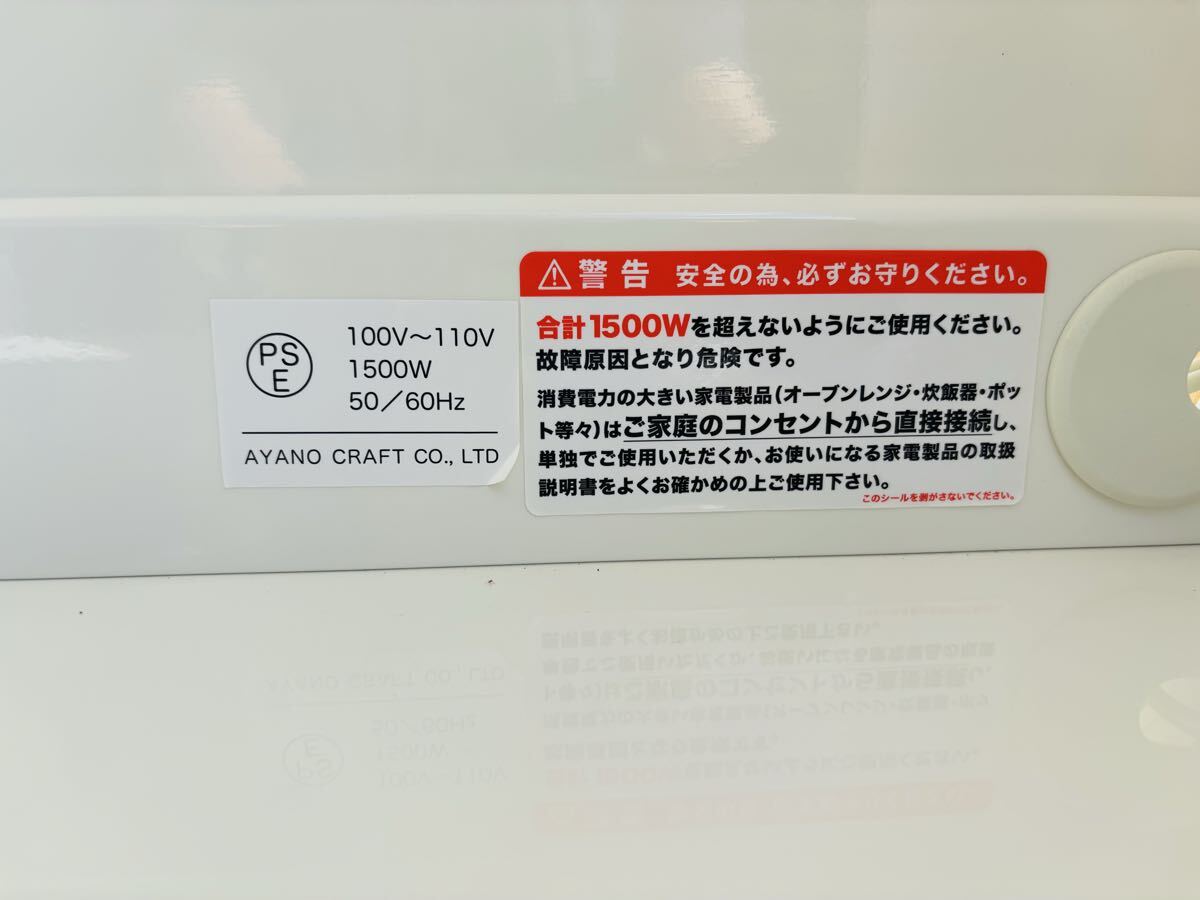 PS
E
100V〜110V
1500W
50／60Hz
AYANO CRAFT CO., LTD
警告 安全の為、必ずお守りください。
合計1500Wを超えないようにご使用ください。
故障原因となり危険です。
消費電力の大きい家電製品(オーブンレンジ・炊飯器・ポッ
ト等々)はご家庭のコンセントから直接接続し、
単独でご使用いただくか、お使いになる家電製品の取扱
説明書をよくお確かめの上ご使用下さい。
このシールを剥がさないでください。